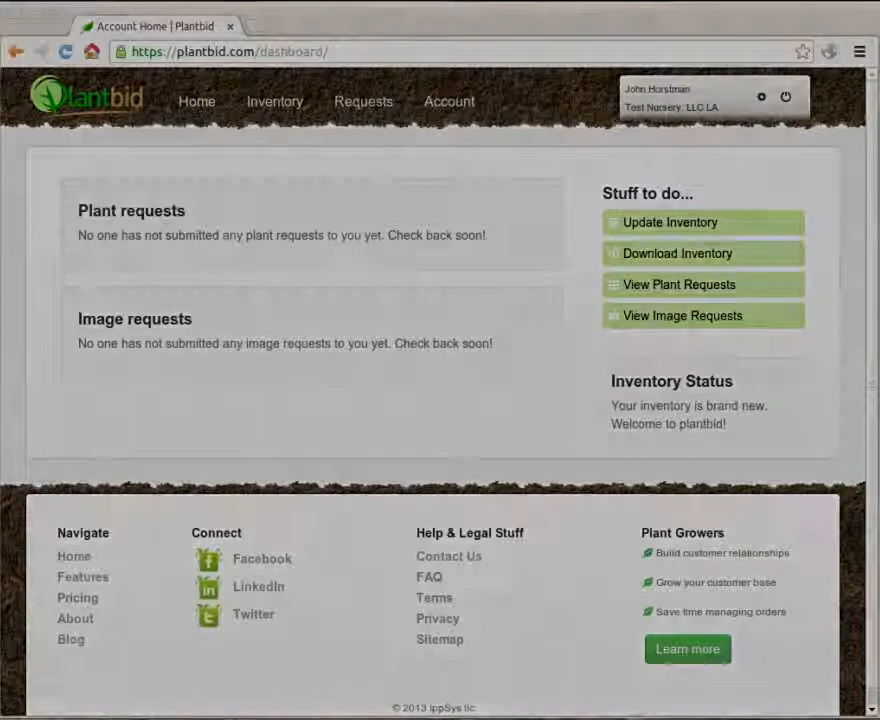 Account Home | Plantbid
https://plantbid.com/dashboard/
Plantbid
Home
Inventory
Requests
Account
John Horstman
Test Nursery, LLC LA
Plant requests
No one has not submitted any plant requests to you yet. Check back soon!
Image requests
No one has not submitted any image requests to you yet. Check back soon!
Stuff to do...
Update Inventory
Download Inventory
View Plant Requests
View Image Requests
Inventory Status
Your inventory is brand new.
Welcome to plantbid!
Navigate
Home
Features
Pricing
About
Blog
Connect
Facebook
LinkedIn
Twitter
Help & Legal Stuff
Contact Us
FAQ
Terms
Privacy
Sitemap
Plant Growers
Build customer relationships
Grow your customer base
Save time managing orders
Learn more
© 2013 IppSys llc